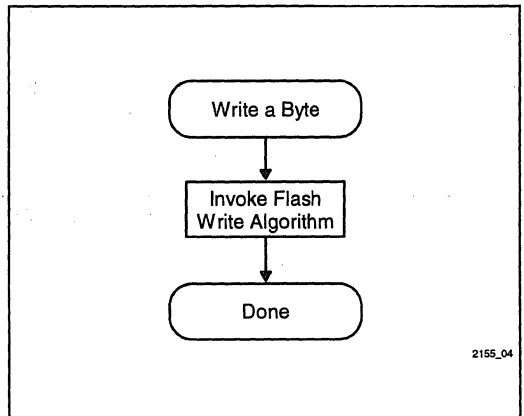 Write a Byte
Invoke Flash
Write Algorithm
Done
2155_04